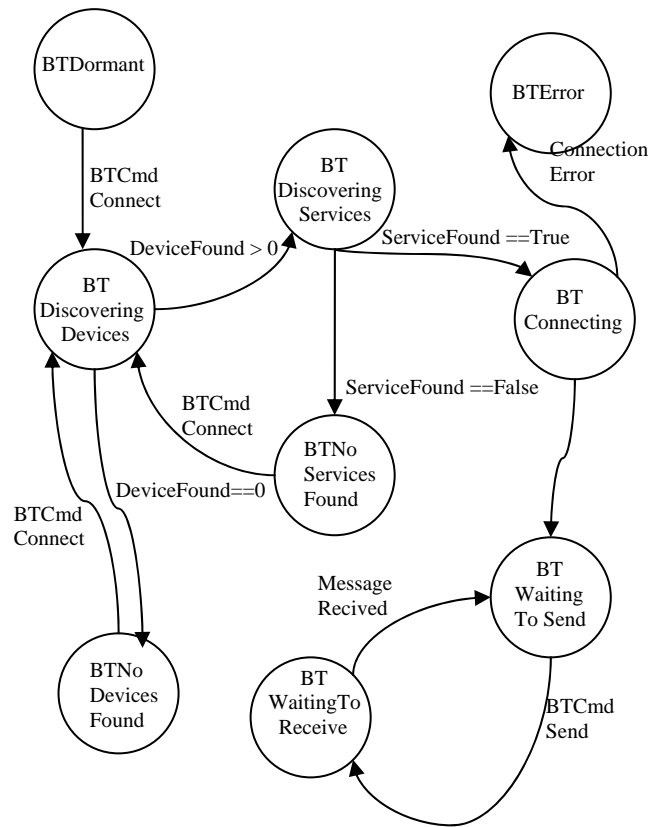 BTDormant
BTError
BTCmd
Connect
BT
Discovering
Services
Connection
Error
DeviceFound > 0
ServiceFound ==True
BT
Discovering
Devices
BT
Connecting
BTCmd
Connect
ServiceFound ==False
BTNo
Services
Found
DeviceFound==0
BTCmd
Connect
Message
Recived
BT
Waiting
To Send
BTNo
Devices
Found
BT
WaitingTo
Receive
BTCmd
Send